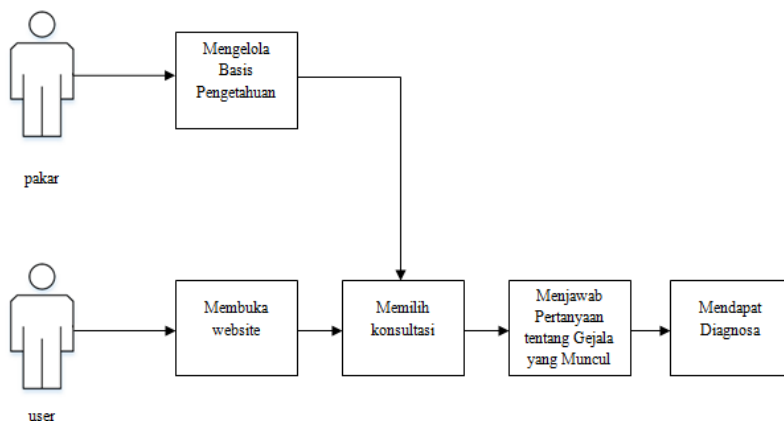 Mengelola
Basis
Pengetahuan
pakar
Membuka
website
Memilih
konsultasi
Menjawab
Pertanyaan
tentang Gejala
yang Muncul
Mendapat
Diagnosa
user